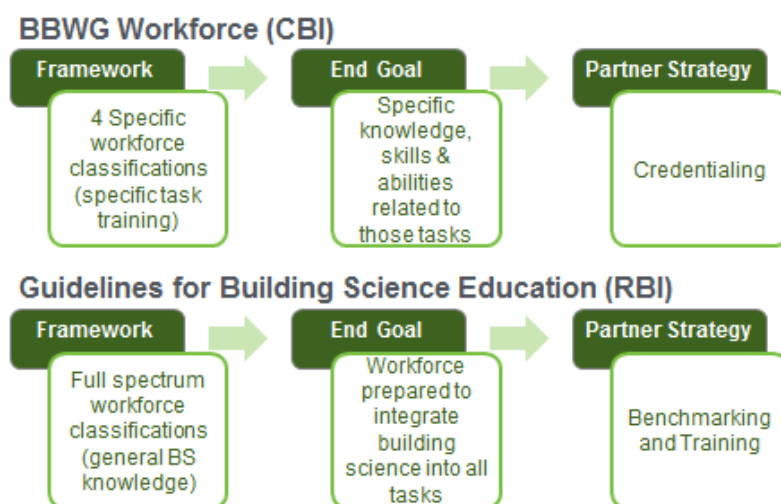 BBWG Workforce (CBI)
Framework
End Goal
Partner Strategy
4 Specific
workforce
classifications
(specific task
training)
Specific
knowledge,
skills &
abilities
related to
those tasks
Credentialing
Guidelines for Building Science Education (RBI)
Framework
End Goal
Partner Strategy
Full spectrum
workforce
classifications
(general BS
knowledge)
Workforce
prepared to
integrate
building
science into all
tasks
Benchmarking
and Training